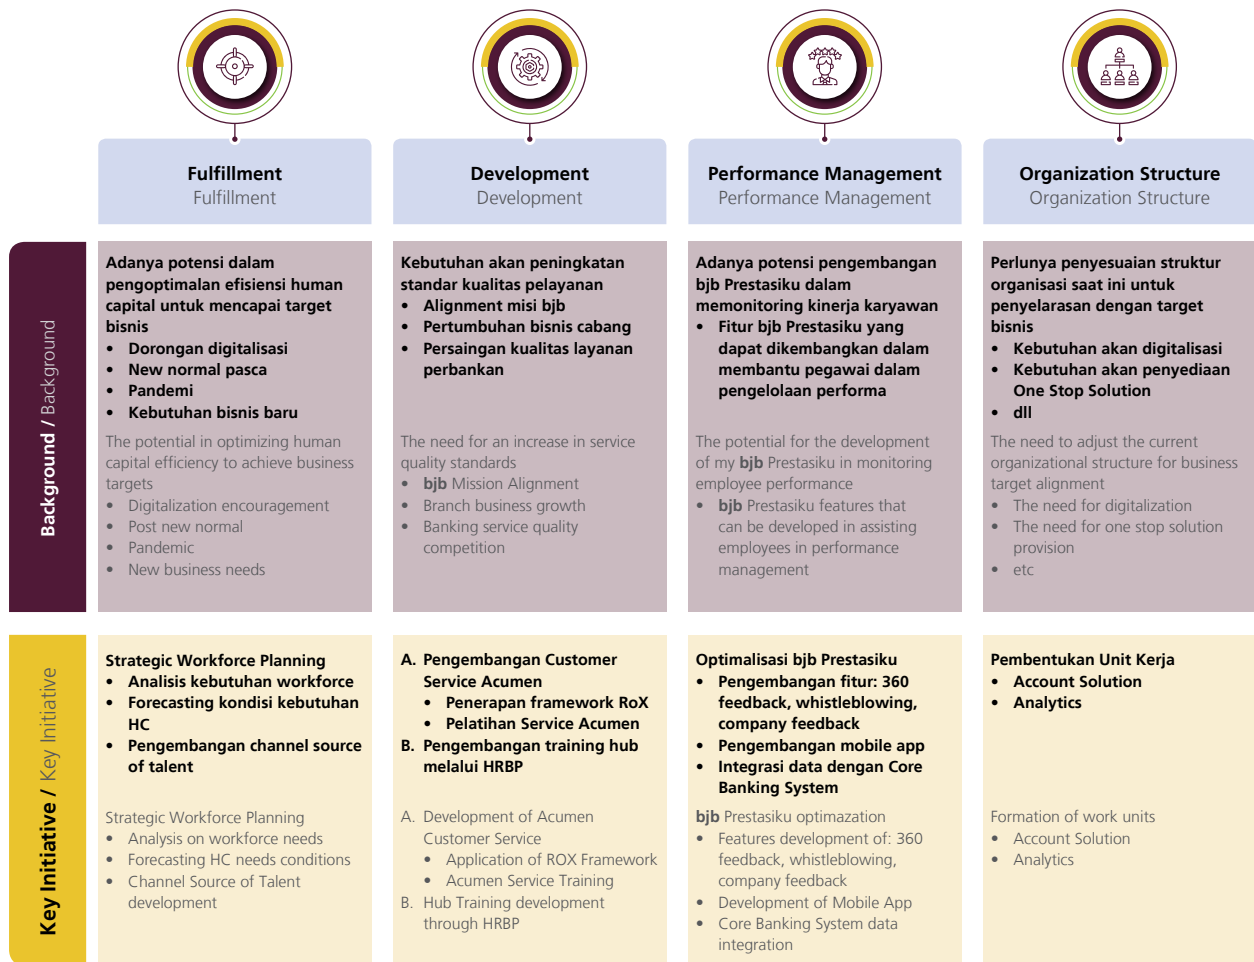 Fulfillment
Fulfillment
Development
Development
Performance Management
Performance Management
Organization Structure
Organization Structure
Background / Background
Adanya potensi dalam
pengoptimalan efisiensi human
capital untuk mencapai target
bisnis
• Dorongan digitalisasi
• New normal pasca
• Pandemi
• Kebutuhan bisnis baru
The potential in optimizing human
capital efficiency to achieve business
targets
• Digitalization encouragement
• Post new normal
• Pandemic
• New business needs
Kebutuhan akan peningkatan
standar kualitas pelayanan
• Alignment misi bjb
• Pertumbuhan bisnis cabang
• Persaingan kualitas layanan
perbankan
The need for an increase in service
quality standards
• bjb Mission Alignment
• Branch business growth
• Banking service quality
competition
Adanya potensi pengembangan
bjb Prestasiku dalam
memonitoring kinerja karyawan
• Fitur bjb Prestasiku yang
dapat dikembangkan dalam
membantu pegawai dalam
pengelolaan performa
The potential for the development
of my bjb Prestasiku in monitoring
employee performance
• bjb Prestasiku features that
can be developed in assisting
employees in performance
management
Perlunya penyesuaian struktur
organisasi saat ini untuk
penyelarasan dengan target
bisnis
• Kebutuhan akan digitalisasi
• Kebutuhan akan penyediaan
One Stop Solution
• dll
The need to adjust the current
organizational structure for business
target alignment
• The need for digitalization
• The need for one stop solution
provision
• etc
Key Initiative / Key Initiative
Strategic Workforce Planning
• Analisis kebutuhan workforce
• Forecasting kondisi kebutuhan
HC
• Pengembangan channel source
of talent
Strategic Workforce Planning
• Analysis on workforce needs
• Forecasting HC needs conditions
• Channel Source of Talent
development
A. Pengembangan Customer
Service Acumen
• Penerapan framework RoX
• Pelatihan Service Acumen
B. Pengembangan training hub
melalui HRBP
A. Development of Acumen
Customer Service
• Application of ROX Framework
• Acumen Service Training
B. Hub Training development
through HRBP
Optimalisasi bjb Prestasiku
• Pengembangan fitur: 360
feedback, whistleblowing,
company feedback
• Pengembangan mobile app
• Integrasi data dengan Core
Banking System
bjb Prestasiku optimazation
• Features development of: 360
feedback, whistleblowing,
company feedback
• Development of Mobile App
• Core Banking System data
integration
Pembentukan Unit Kerja
• Account Solution
• Analytics
Formation of work units
• Account Solution
• Analytics